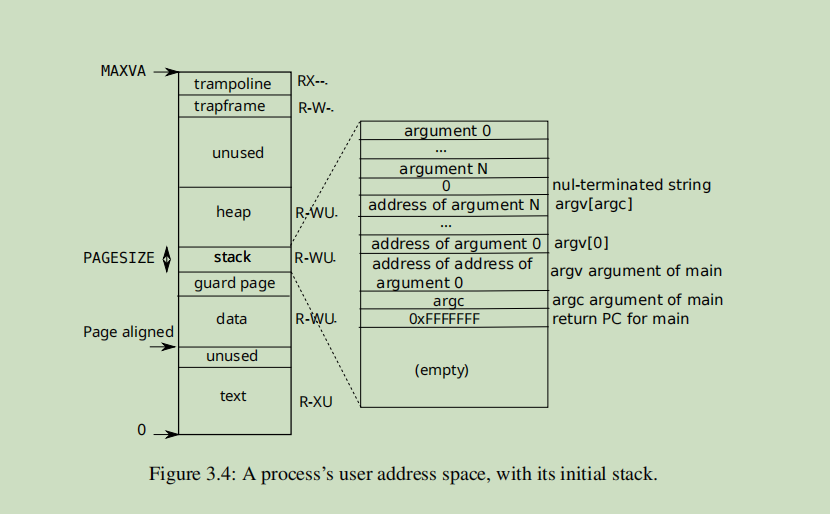 MAXVA
trampoline RX--.
trapframe R-W-.
unused
heap R-WU.
PAGESIZE stack R-WU.
guard page
data R-WU.
Page aligned
unused
text R-XU
0
argument 0
...
argument N
0 nul-terminated string
address of argument N argv[argc]
...
address of argument 0 argv[0]
address of address of
argument 0 argv argument of main
argc argc argument of main
0xFFFFFFF return PC for main
(empty)
Figure 3.4: A process's user address space, with its initial stack.